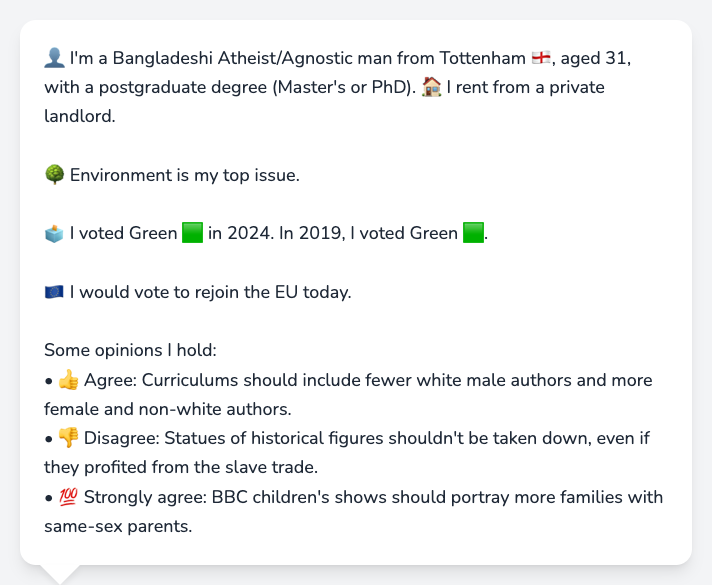 👤 I'm a Bangladeshi Atheist/Agnostic man from Tottenham 🏴󠁧󠁢󠁥󠁮󠁧󠁿, aged 31,
with a postgraduate degree (Master's or PhD). 🏠 I rent from a private
landlord.
🌳 Environment is my top issue.
🗳️ I voted Green 🟩 in 2024. In 2019, I voted Green 🟩.
🇪🇺 I would vote to rejoin the EU today.
Some opinions I hold:
• 👍 Agree: Curriculums should include fewer white male authors and more
female and non-white authors.
• 👎 Disagree: Statues of historical figures shouldn't be taken down, even if
they profited from the slave trade.
• 💯 Strongly agree: BBC children's shows should portray more families with
same-sex parents.